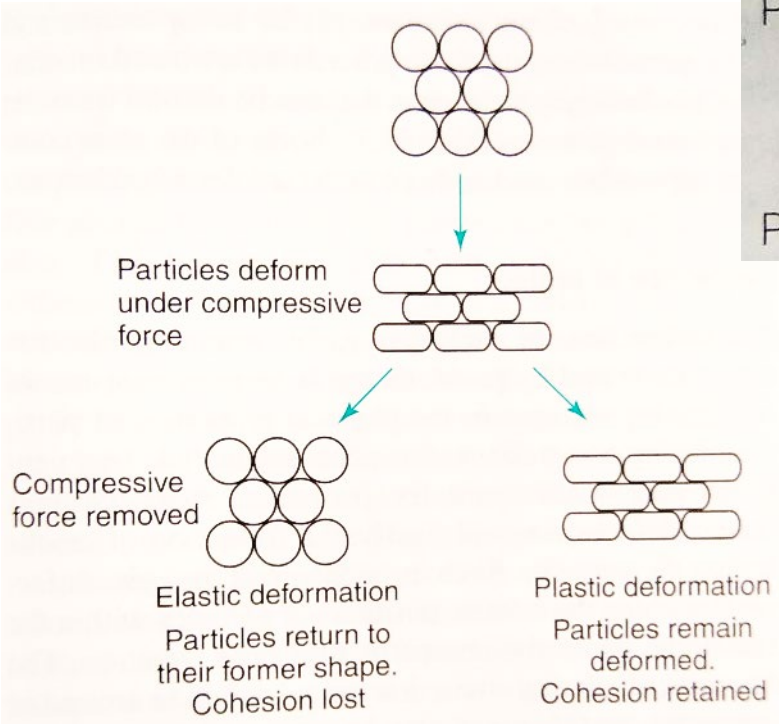 P
P
Particles deform
under compressive
force
Compressive
force removed
Elastic deformation
Particles return to
their former shape.
Cohesion lost
Plastic deformation
Particles remain
deformed.
Cohesion retained